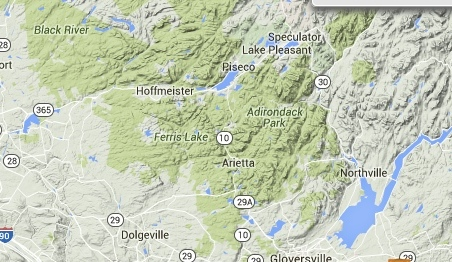 28
Black River
Speculator
Lake Pleasant
Piseco
ort
Hoffmeister
30
365
Adirondack
Park
Ferris Lake
10
28
Arietta
Northville
29A
29
Dolgeville
10
29
90
29
Gloversville